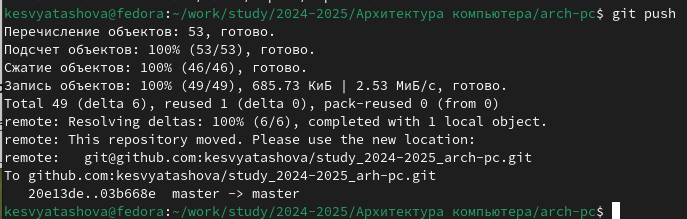 kesvyatashova@fedora:~/work/study/2024-2025/Архитектура компьютера/arch-pc$ git push
Перечисление объектов: 53, готово.
Подсчет объектов: 100% (53/53), готово.
Сжатие объектов: 100% (46/46), готово.
Запись объектов: 100% (49/49), 685.73 КиБ | 2.53 МиБ/с, готово.
Total 49 (delta 6), reused 1 (delta 0), pack-reused 0 (from 0)
remote: Resolving deltas: 100% (6/6), completed with 1 local object.
remote: This repository moved. Please use the new location:
remote:   git@github.com:kesvyatashova/study_2024-2025_arch-pc.git
To github.com:kesvyatashova/study_2024-2025_arh-pc.git
   20e13de..03b668e  master -> master
kesvyatashova@fedora:~/work/study/2024-2025/Архитектура компьютера/arch-pc$